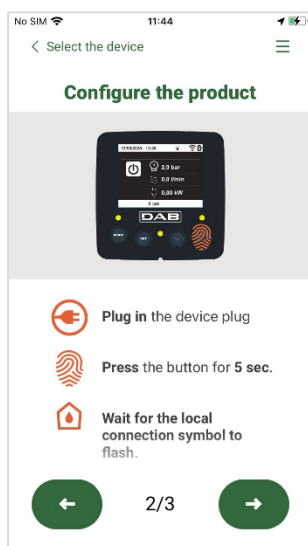 No SIM 11:44
Select the device
Configure the product
2,9 bar
0,0 l/min
0,00 kW
0 rpm
DAB
Plug in the device plug
Press the button for 5 sec.
Wait for the local
connection symbol to
flash.
2/3